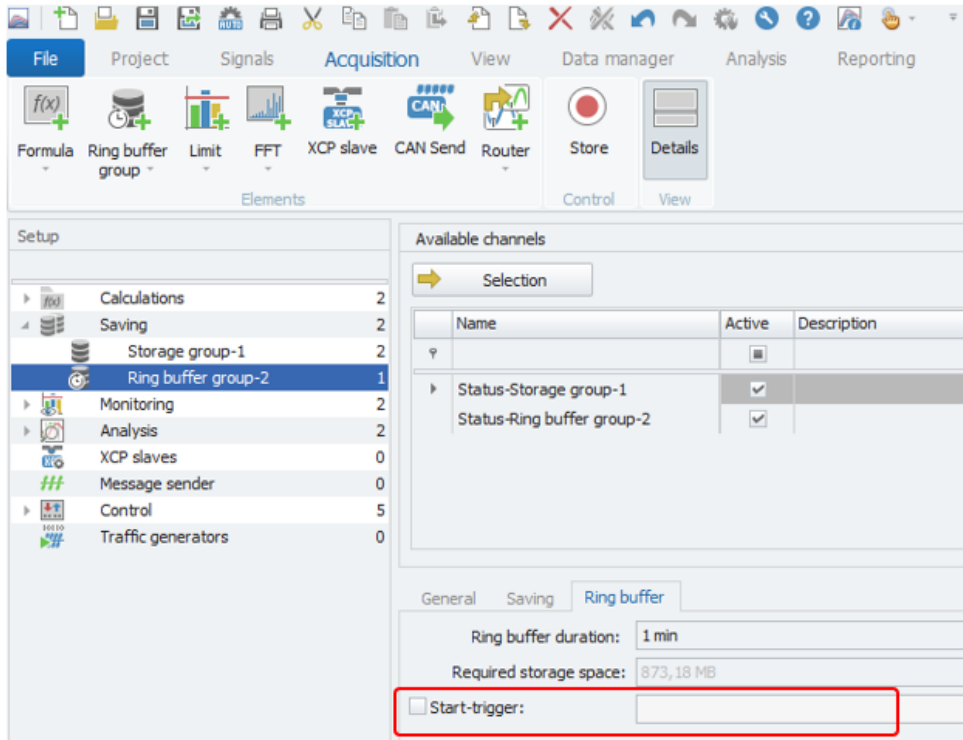 AUTO
File Project Signals Acquisition View Data manager Analysis Reporting
f(x) XCP SLAVE CAN
Formula Ring buffer group Limit FFT XCP slave CAN Send Router Store Details
Elements Control View
Setup
Available channels
Selection
Calculations 2
Saving 2
Storage group-1 2
Ring buffer group-2 1
Monitoring 2
Analysis 2
XCP slaves 0
Message sender 0
Control 5
Traffic generators 0
Name Active Description
Status-Storage group-1
Status-Ring buffer group-2
General Saving Ring buffer
Ring buffer duration: 1 min
Required storage space: 873,18 MB
Start-trigger: